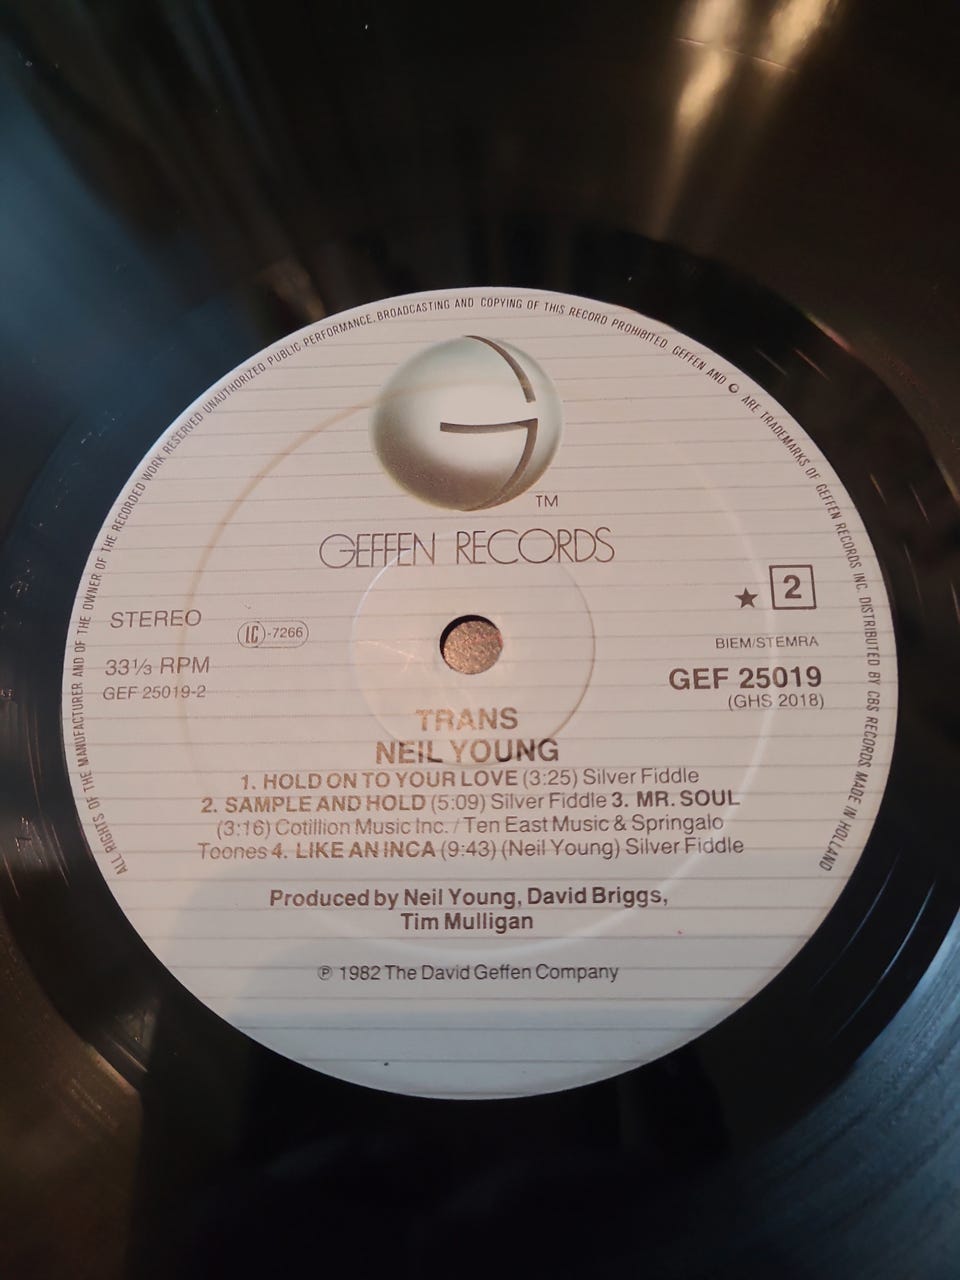 ALL RIGHTS OF THE MANUFACTURER AND OF THE OWNER OF THE RECORDED WORK RESERVED UNAUTHORIZED PUBLIC PERFORMANCE, BROADCASTING AND COPYING OF THIS RECORD PROHIBITED. GEFFEN AND G ARE TRADEMARKS OF GEFFEN RECORDS INC. DISTRIBUTED BY CBS RECORDS. MADE IN HOLLAND
TM
GEFFEN RECORDS
STEREO
LC-7266
33⅓ RPM
GEF 25019-2
★ 2
BIEM/STEMRA
GEF 25019
(GHS 2018)
TRANS
NEIL YOUNG
1. HOLD ON TO YOUR LOVE (3:25) Silver Fiddle
2. SAMPLE AND HOLD (5:09) Silver Fiddle 3. MR. SOUL
(3:16) Cotillion Music Inc. / Ten East Music & Springalo
Toones 4. LIKE AN INCA (9:43) (Neil Young) Silver Fiddle
Produced by Neil Young, David Briggs,
Tim Mulligan
℗ 1982 The David Geffen Company